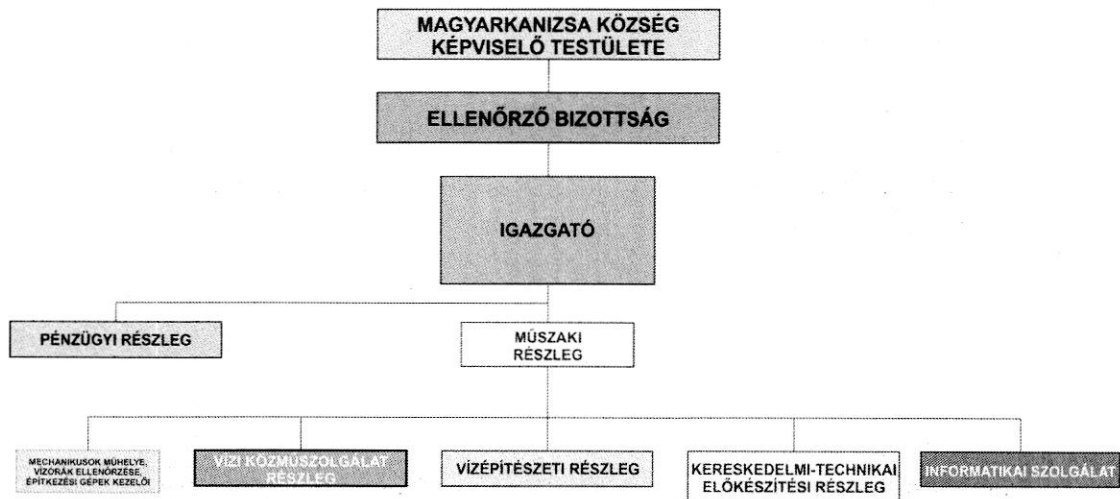 MAGYARKANIZSA KÖZSÉG
KÉPVISELŐ TESTÜLETE
ELLENŐRZŐ BIZOTTSÁG
IGAZGATÓ
PÉNZÜGYI RÉSZLEG
MŰSZAKI
RÉSZLEG
MECHANIKUSOK MŰHELYE,
VÍZÓRÁK ELLENŐRZÉSE,
ÉPÍTKEZÉSI GÉPEK KEZELŐI
VÍZI KÖZMŰSZOLGÁLAT
RÉSZLEG
VÍZÉPÍTÉSZETI RÉSZLEG
KERESKEDELMI-TECHNIKAI
ELŐKÉSZÍTÉSI RÉSZLEG
INFORMATIKAI SZOLGÁLAT